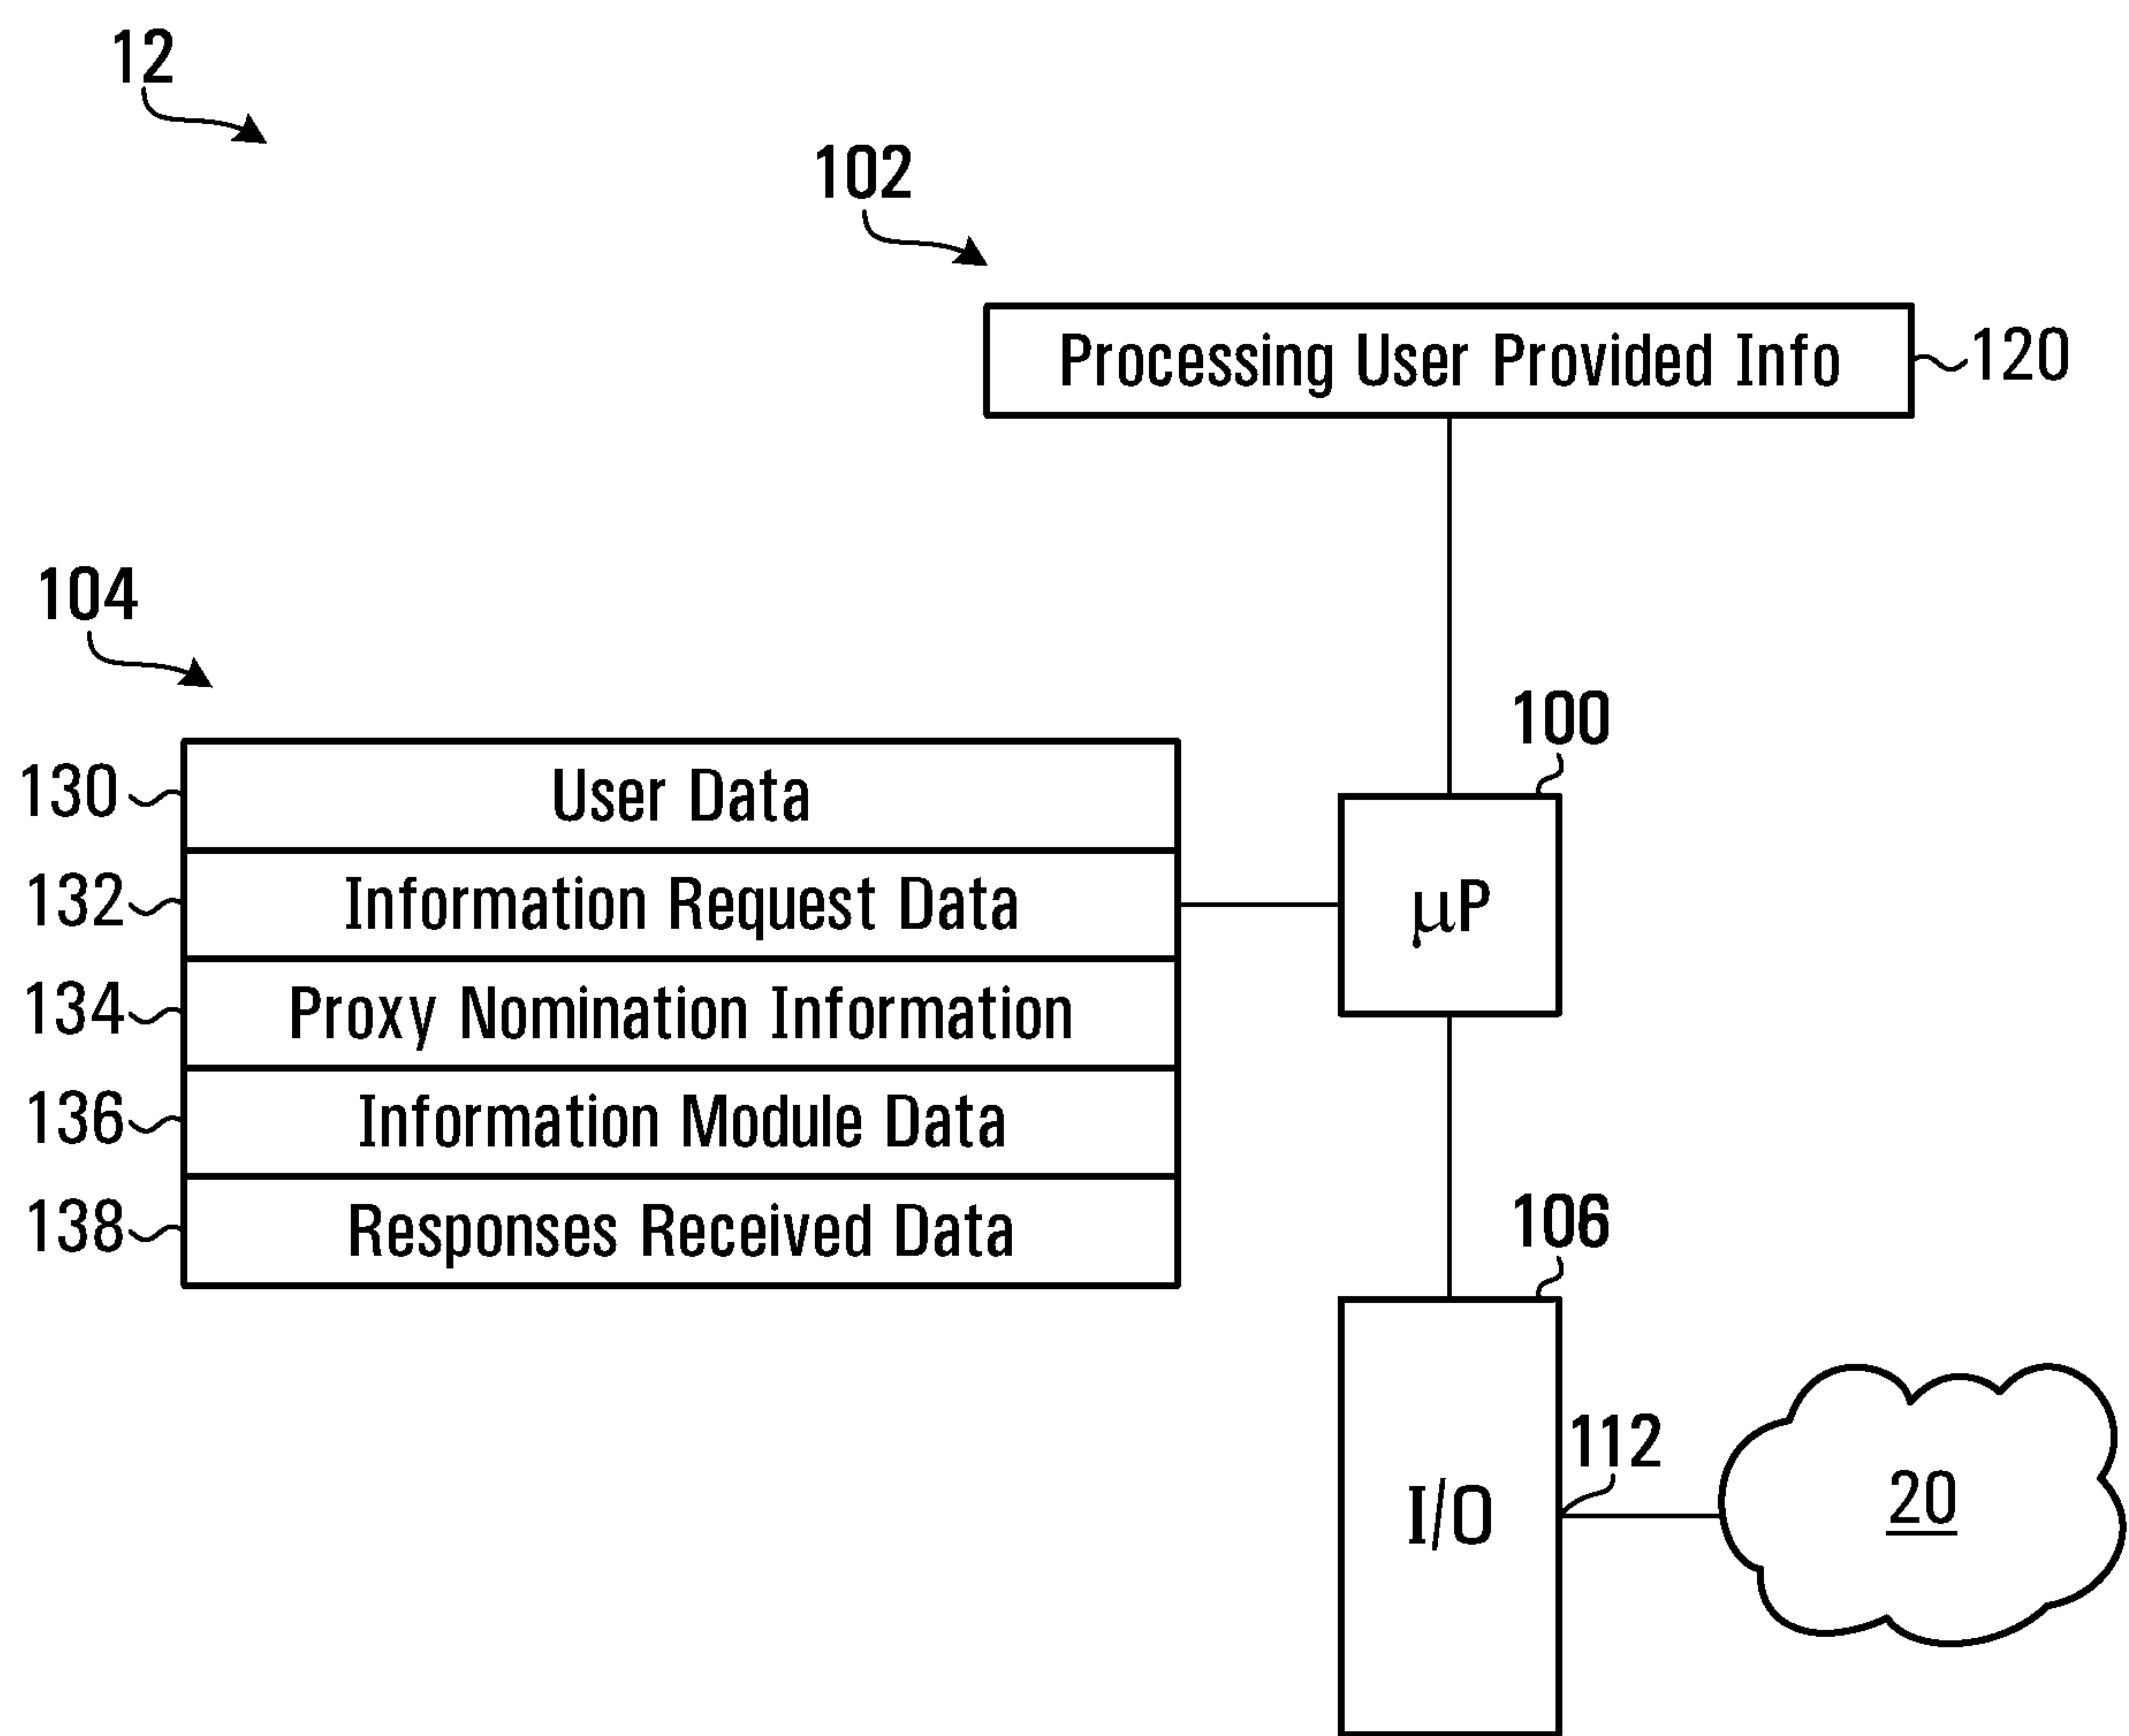 12
102
Processing User Provided Info
120
104
100
130
User Data
132
Information Request Data
μP
134
Proxy Nomination Information
136
Information Module Data
138
Responses Received Data
106
112
I/O
20